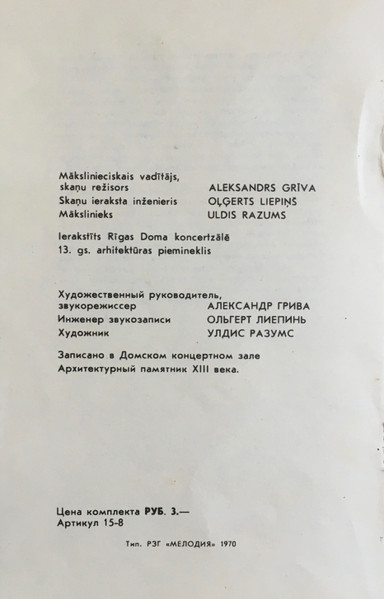 Mākslinieciskais vadītājs,
skaņu režisors ALEKSANDRS GRĪVA
Skaņu ieraksta inženieris OĻĢERTS LIEPIŅŠ
Mākslinieks ULDIS RAZUMS
Ierakstīts Rīgas Doma koncertzālē
13. gs. arhitektūras piemineklis
Художественный руководитель,
звукорежиссер АЛЕКСАНДР ГРИВА
Инженер звукозаписи ОЛЬГЕРТ ЛИЕПИНЬ
Художник УЛДИС РАЗУМС
Записано в Домском концертном зале
Архитектурный памятник XIII века.
Цена комплекта РУБ. 3.—
Артикул 15-8
Тип. РЗГ «МЕЛОДИЯ» 1970